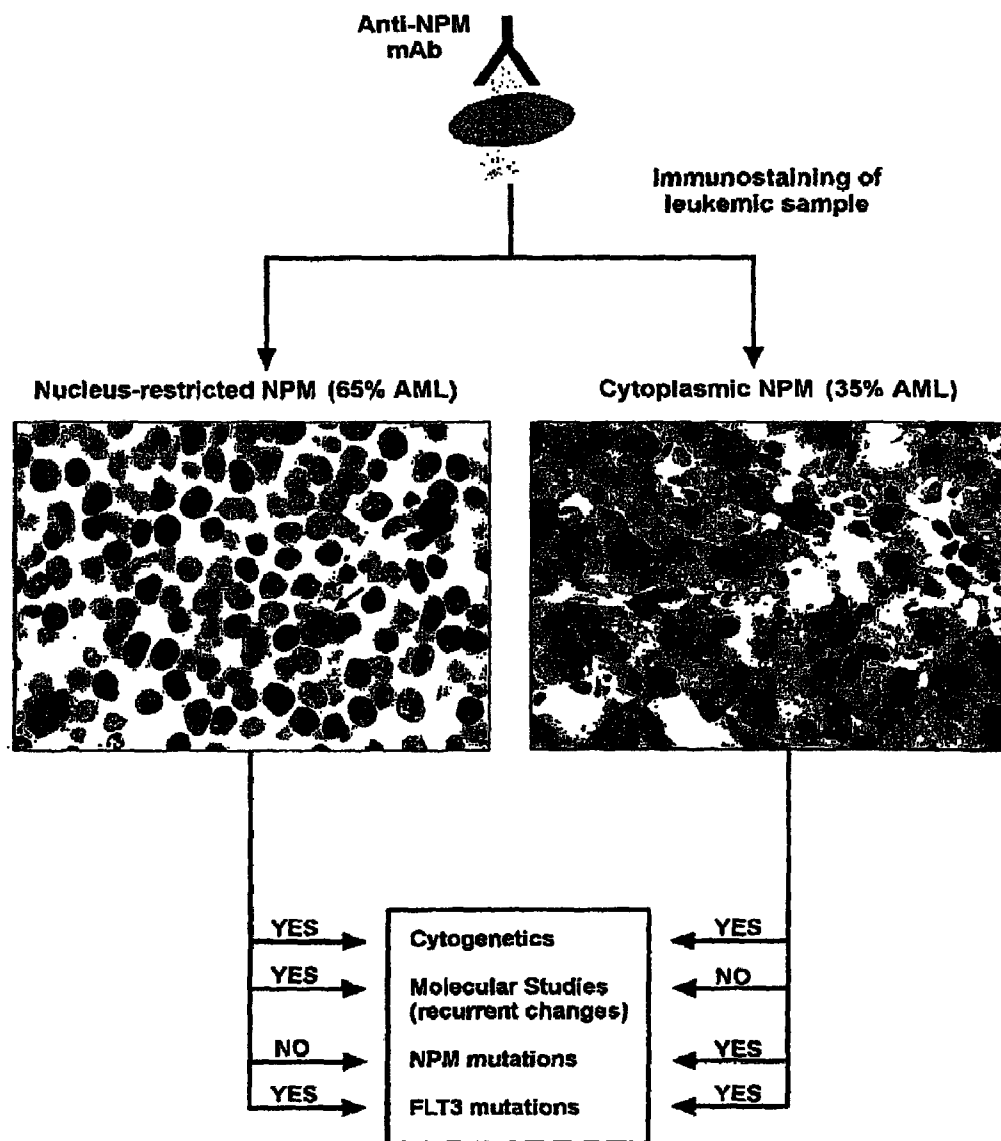 Anti-NPM
mAb
Immunostaining of
leukemic sample
Nucleus-restricted NPM (65% AML)
Cytoplasmic NPM (35% AML)
YES
Cytogenetics
YES
YES
Molecular Studies
(recurrent changes)
NO
NO
NPM mutations
YES
YES
FLT3 mutations
YES